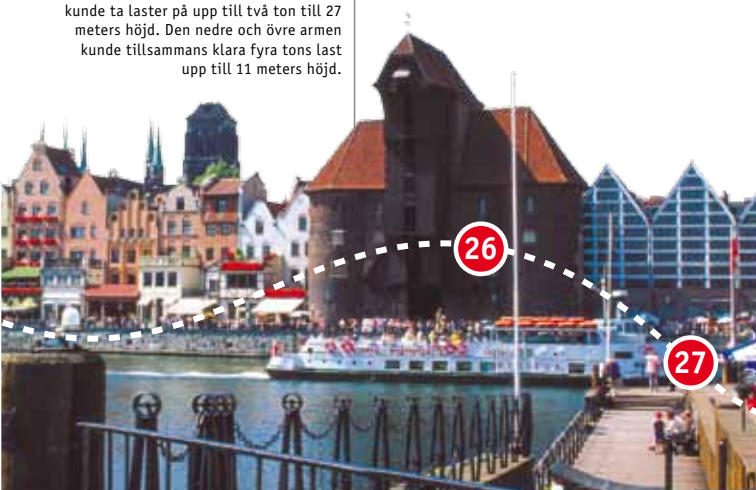 kunde ta laster på upp till två ton till 27
meters höjd. Den nedre och övre armen
kunde tillsammans klara fyra tons last
upp till 11 meters höjd.
26
27